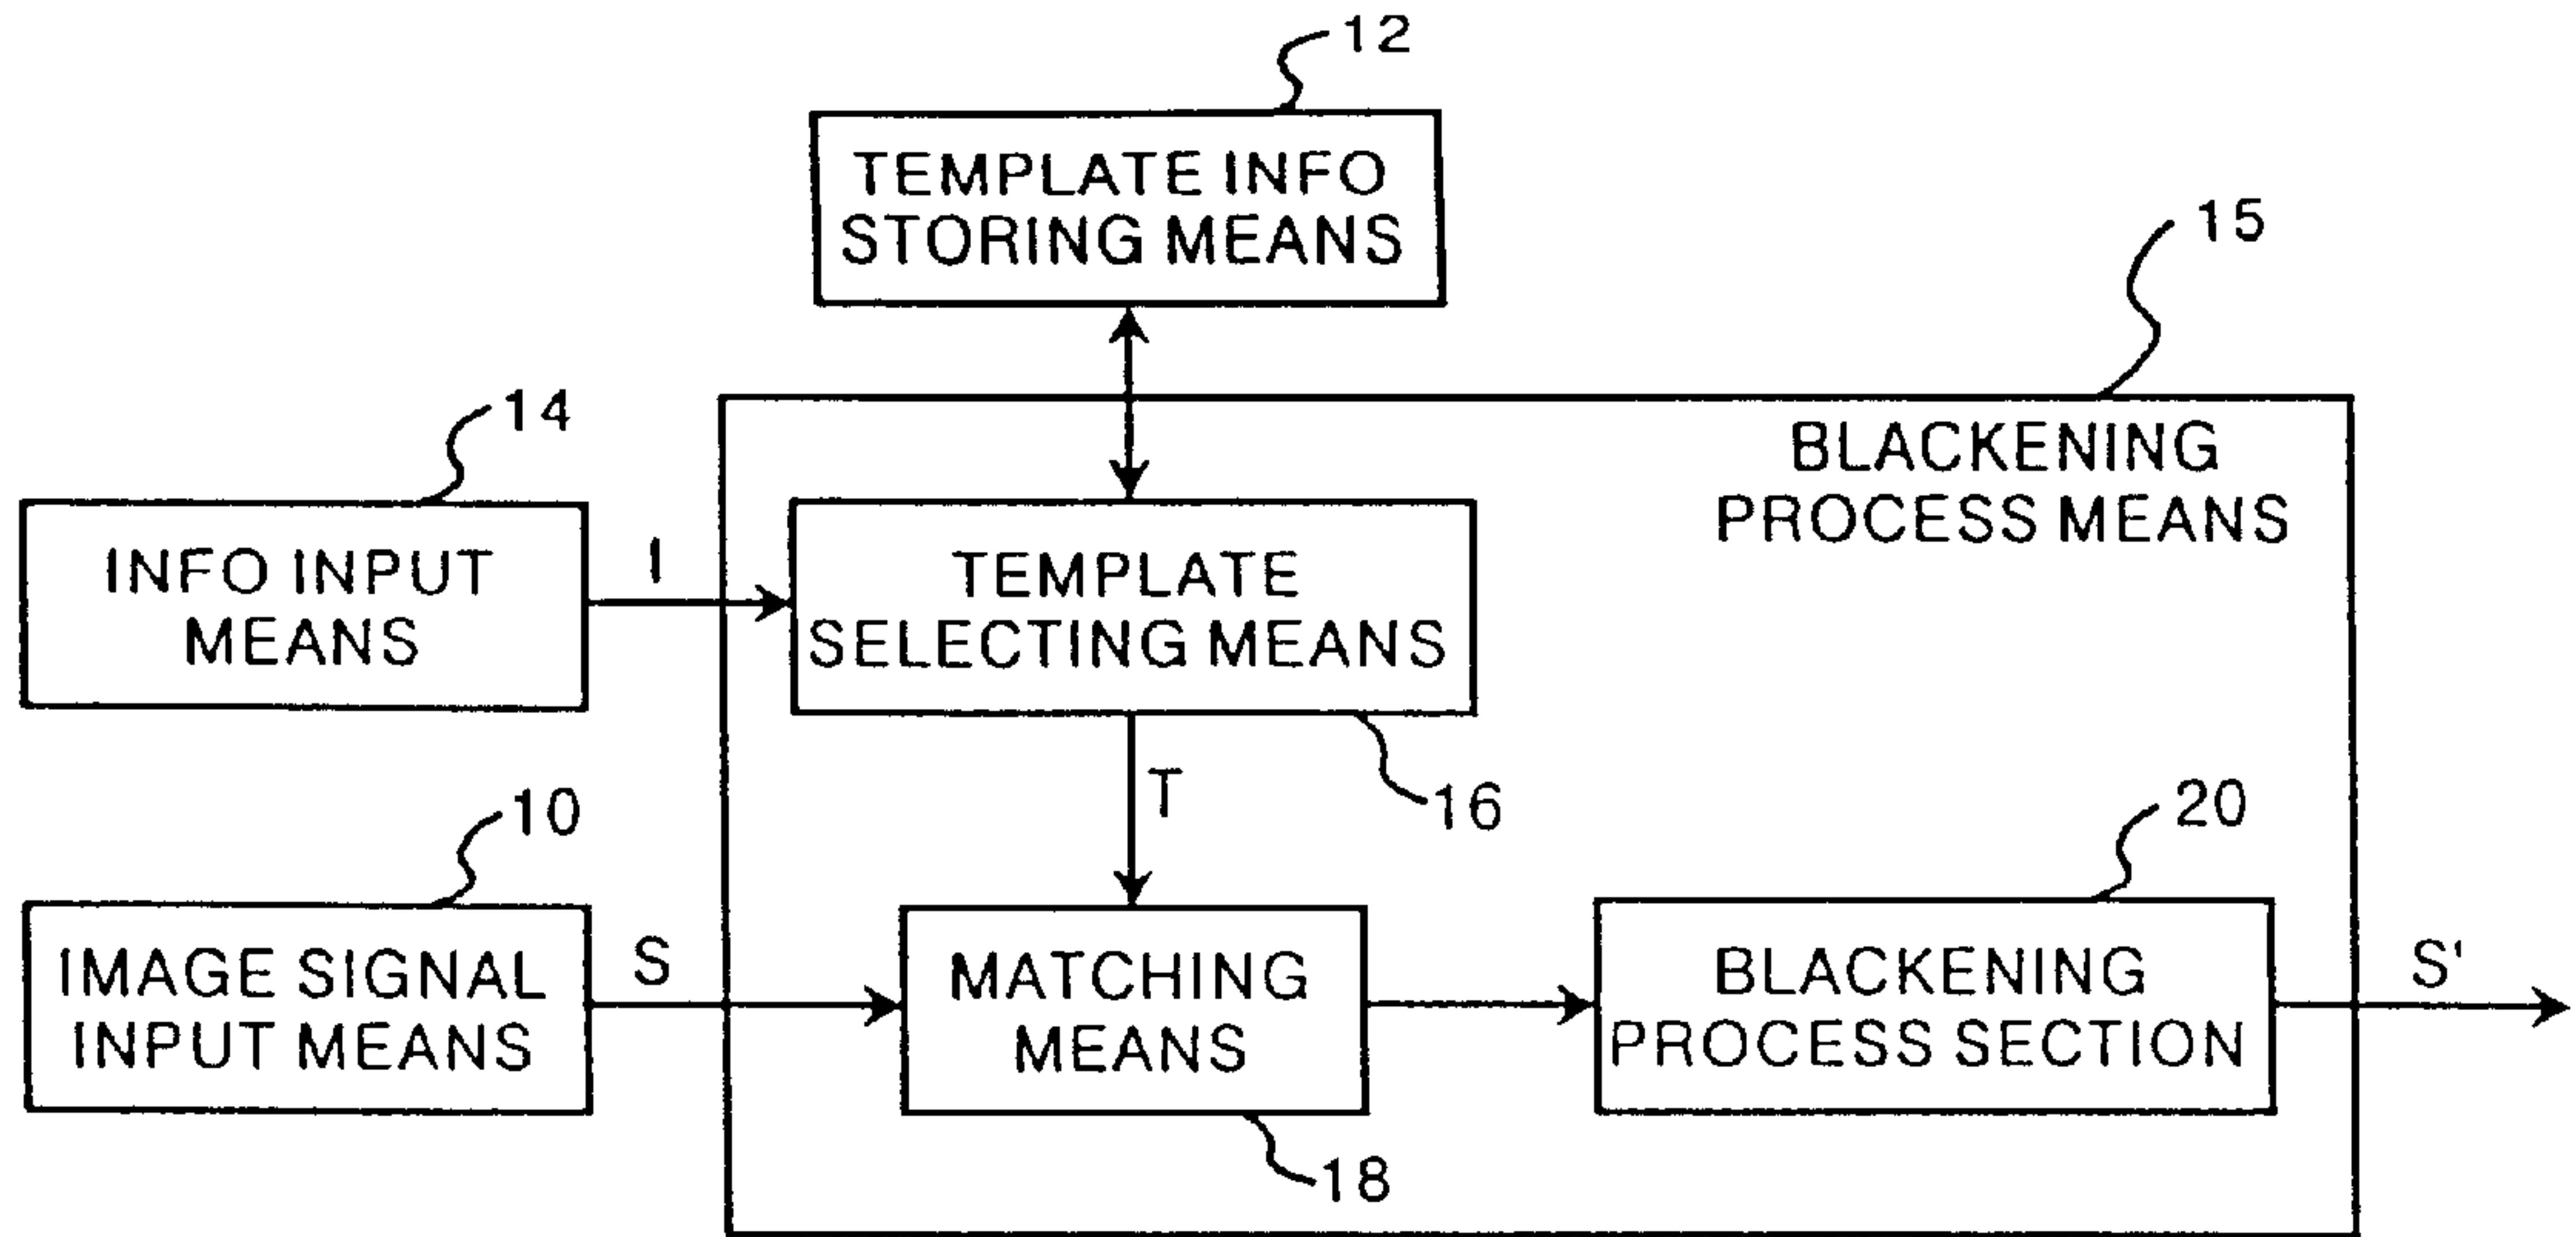 12
TEMPLATE INFO
STORING MEANS
15
14
BLACKENING
PROCESS MEANS
INFO INPUT
MEANS
I
TEMPLATE
SELECTING MEANS
T
16
10
20
IMAGE SIGNAL
INPUT MEANS
S
MATCHING
MEANS
BLACKENING
PROCESS SECTION
S'
18